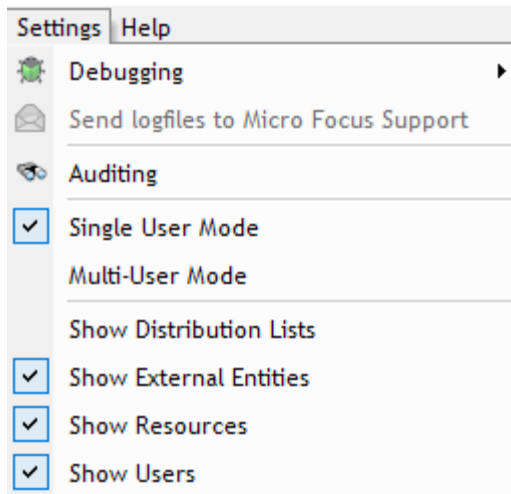 Settings Help
Debugging
Send logfiles to Micro Focus Support
Auditing
Single User Mode
Multi-User Mode
Show Distribution Lists
Show External Entities
Show Resources
Show Users